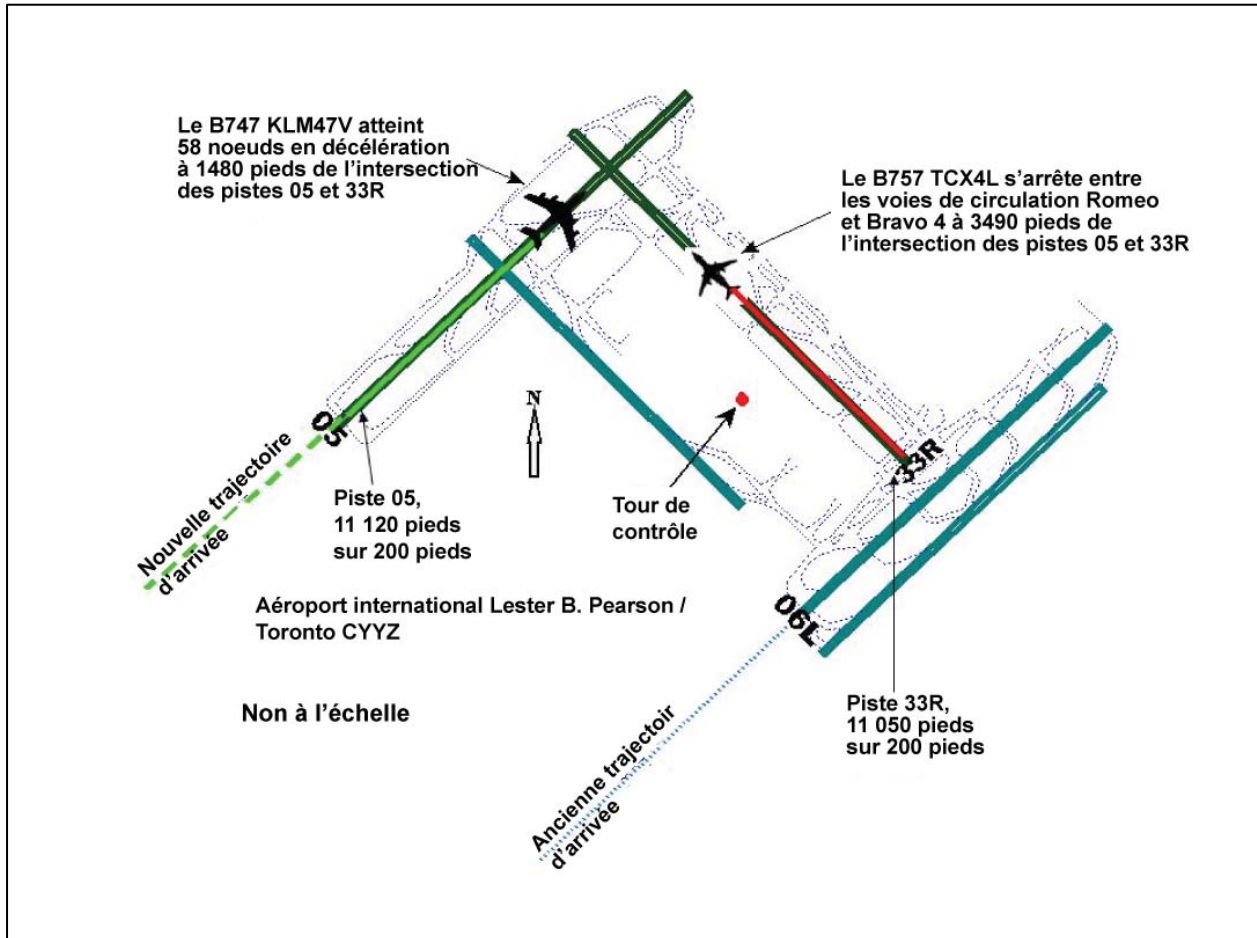 Le B747 KLM47V atteint
58 noeuds en décélération
à 1480 pieds de l'intersection
des pistes 05 et 33R
Le B757 TCX4L s'arrête entre
les voies de circulation Romeo
et Bravo 4 à 3490 pieds de
l'intersection des pistes 05 et 33R
05
N
33R
Nouvelle trajectoire
d'arrivée
Piste 05,
11 120 pieds
sur 200 pieds
Tour de
contrôle
Aéroport international Lester B. Pearson /
Toronto CYYZ
06L
Non à l'échelle
Piste 33R,
11 050 pieds
sur 200 pieds
Ancienne trajectoir
d'arrivée